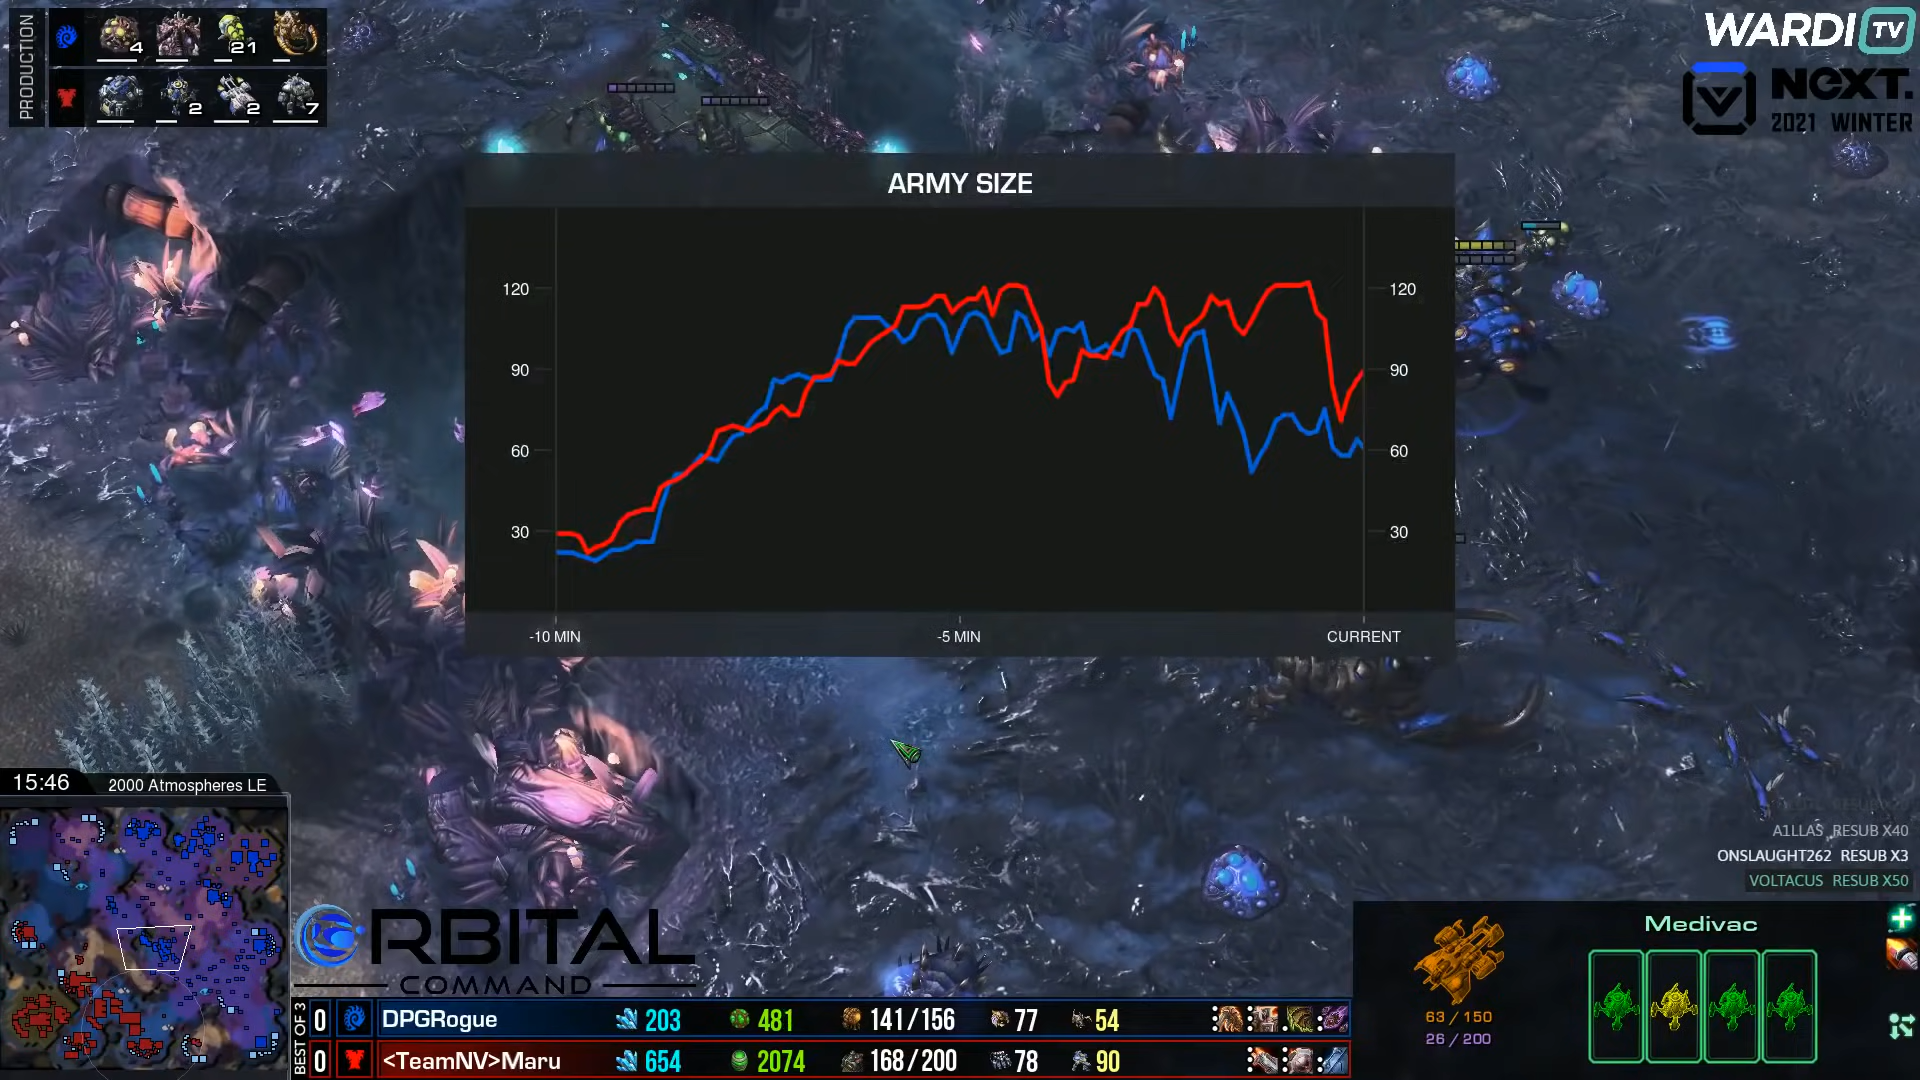 PRODUCTION
4
21
2
2
7
WARDI TV
NEXT.
2021 WINTER
ARMY SIZE
120
120
90
90
60
60
30
30
-10 MIN
-5 MIN
CURRENT
15:46
2000 Atmospheres LE
A1LLAS RESUB X40
ONSLAUGHT262 RESUB X3
VOLTACUS RESUB X50
ORBITAL
COMMAND
BEST OF 3
0 DPGRogue 203 481 141/156 77 54
0 <TeamNV>Maru 654 2074 168/200 78 90
Medivac
63 / 150
26 / 200